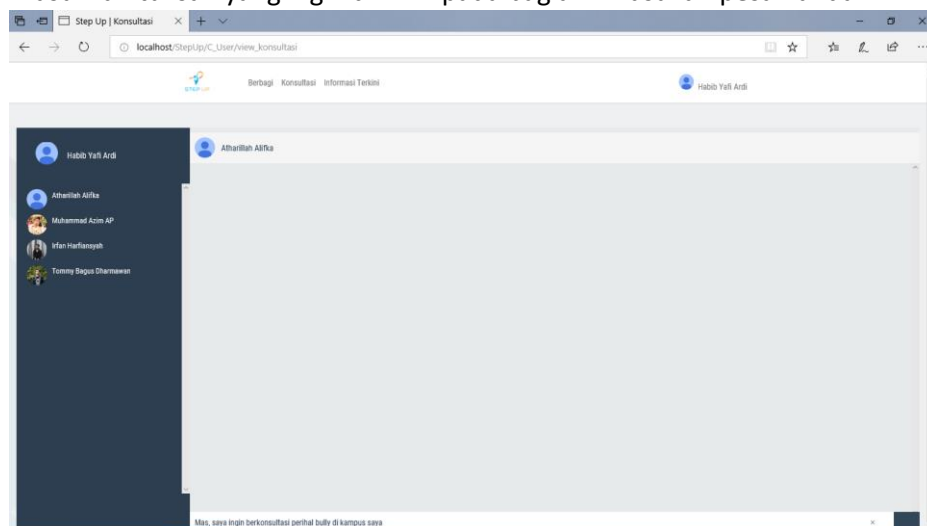 Step Up | Konsultasi
localhost/StepUp/C_User/view_konsultasi
STEP UP
Berbagi Konsultasi Informasi Terkini
Habib Yafi Ardi
Habib Yafi Ardi
Atharillah Alifka
Atharillah Alifka
Muhammad Azim AP
Irfan Harfiansyah
Tommy Bagus Dharmawan
Mas, saya ingin berkonsultasi perihal bully di kampus saya